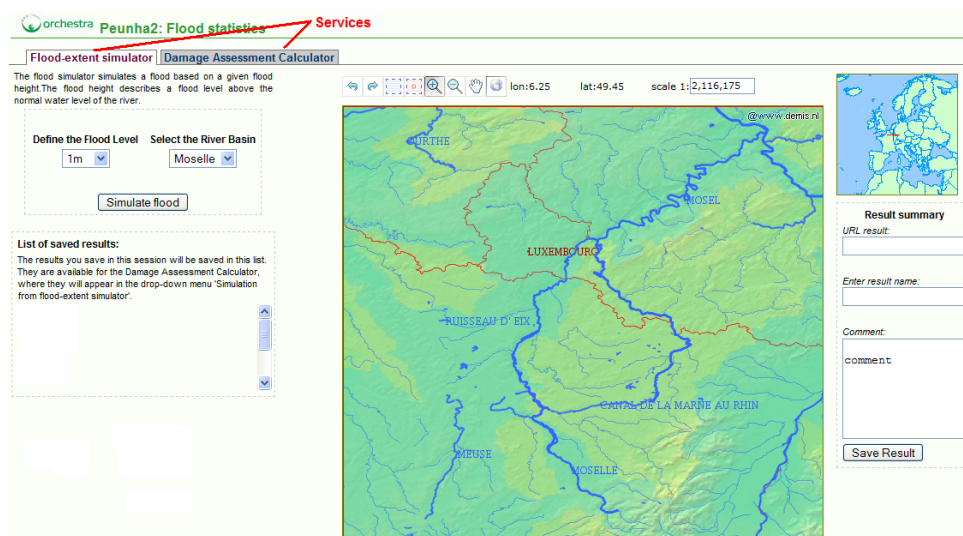 orchestra Peunha2: Flood statistics
Services
Flood-extent simulator Damage Assessment Calculator
The flood simulator simulates a flood based on a given flood
height.The flood height describes a flood level above the
normal water level of the river.
Define the Flood Level Select the River Basin
1m Moselle
Simulate flood
List of saved results:
The results you save in this session will be saved in this list.
They are available for the Damage Assessment Calculator,
where they will appear in the drop-down menu 'Simulation
from flood-extent simulator'.
lon:6.25 lat:49.45 scale 1: 2,116,175
@www.demis.nl
OURTHE
MOSEL
LUXEMBOURG
RUISSEAU D' EIX
CANAL DE LA MARNE AU RHIN
MEUSE
MOSELLE
Result summary
URL result:
Enter result name:
Comment:
comment
Save Result